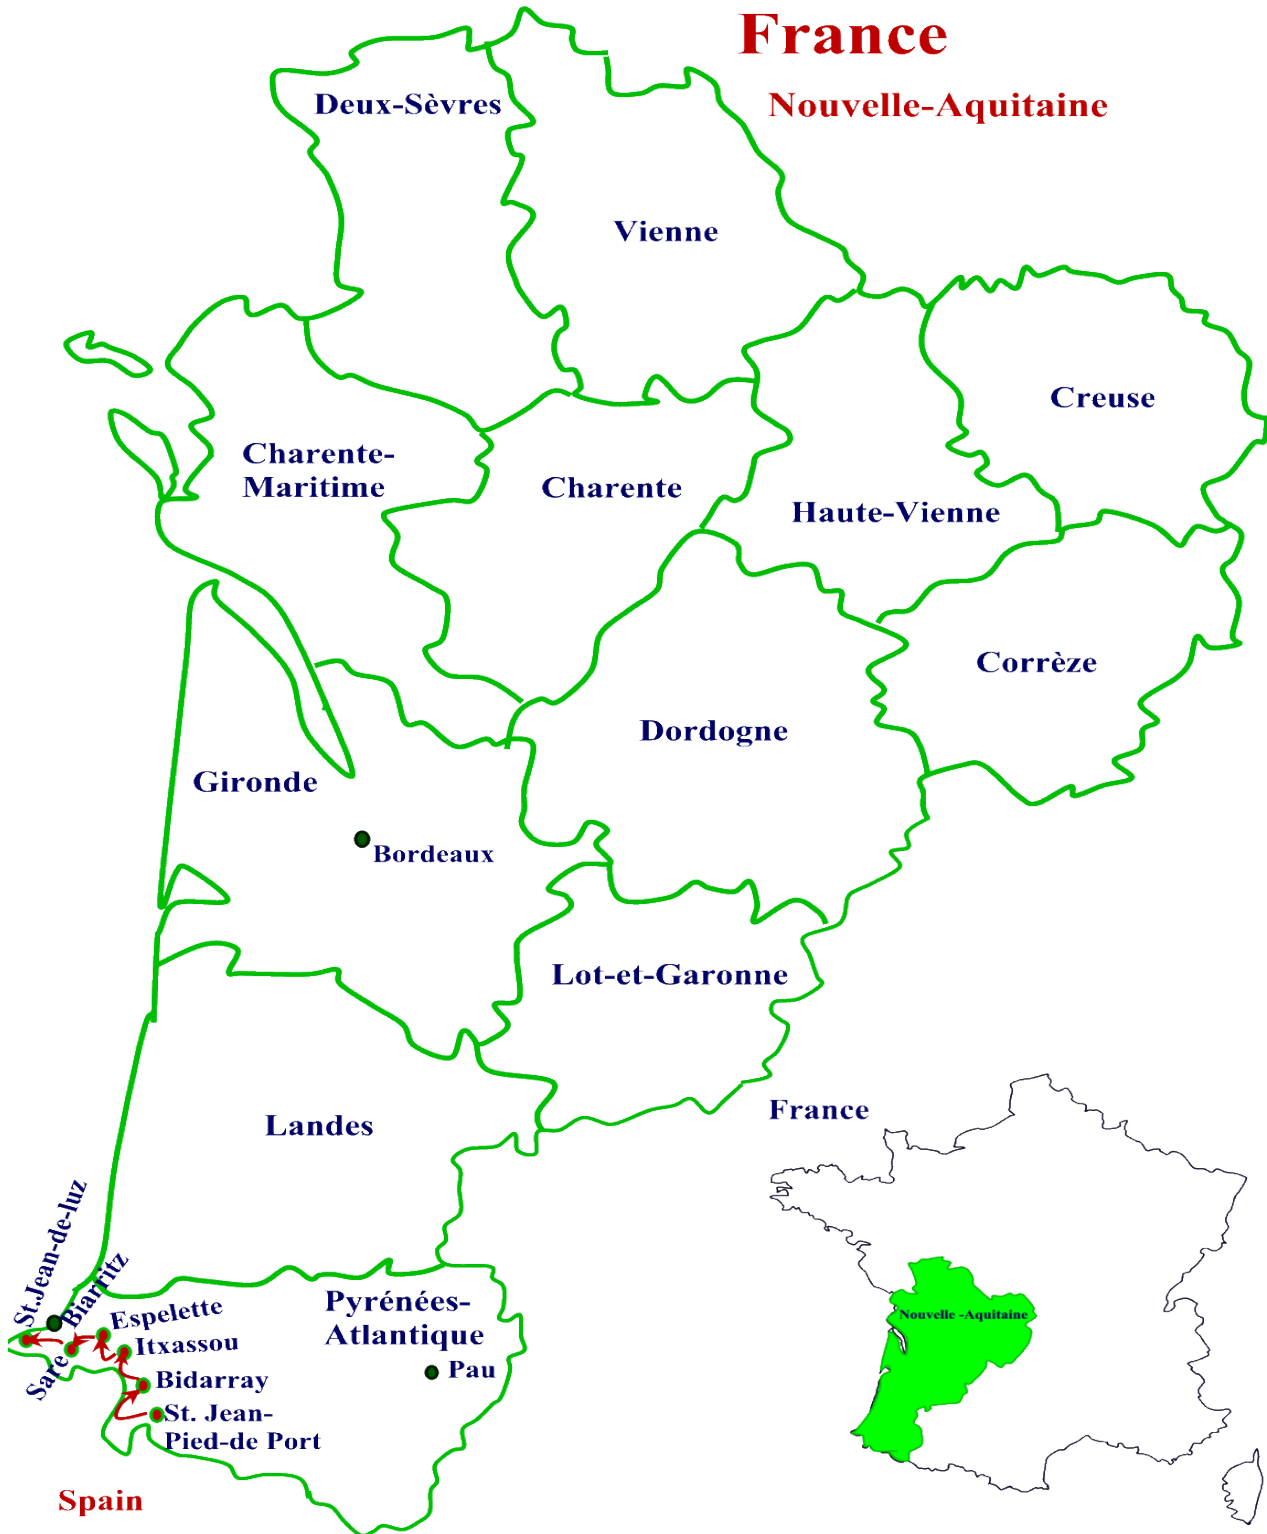 France
Nouvelle-Aquitaine
Deux-Sèvres
Vienne
Creuse
Charente-
Maritime
Charente
Haute-Vienne
Corrèze
Dordogne
Gironde
Bordeaux
Lot-et-Garonne
Landes
France
Nouvelle -Aquitaine
St.Jean-de-luz
Biarritz
Espelette
Itxassou
Sare
Bidarray
St. Jean-
Pied-de Port
Pyrénées-
Atlantique
Pau
Spain